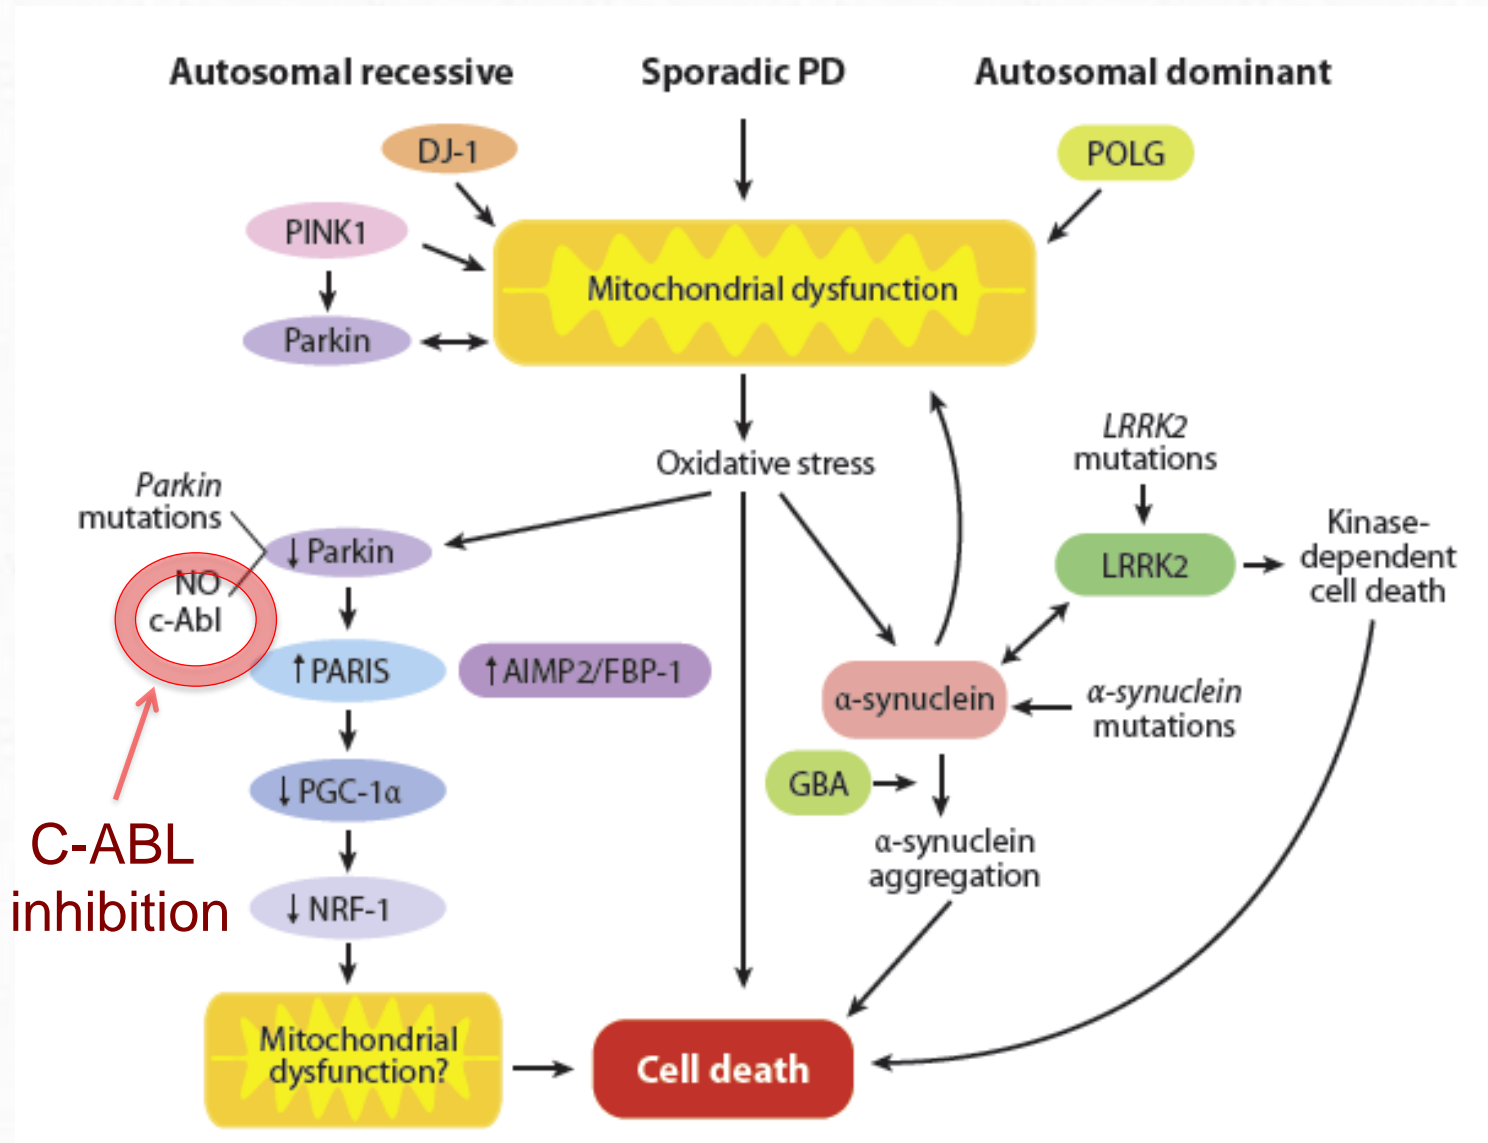 Autosomal recessive
Sporadic PD
Autosomal dominant
DJ-1
POLG
PINK1
Mitochondrial dysfunction
Parkin
LRRK2
mutations
Oxidative stress
Parkin
mutations
↓ Parkin
NO
c-Abl
LRRK2
Kinase-
dependent
cell death
↑ PARIS
↑ AIMP2/FBP-1
α-synuclein
α-synuclein
mutations
↓ PGC-1α
GBA
α-synuclein
aggregation
C-ABL
inhibition
↓ NRF-1
Mitochondrial
dysfunction?
Cell death